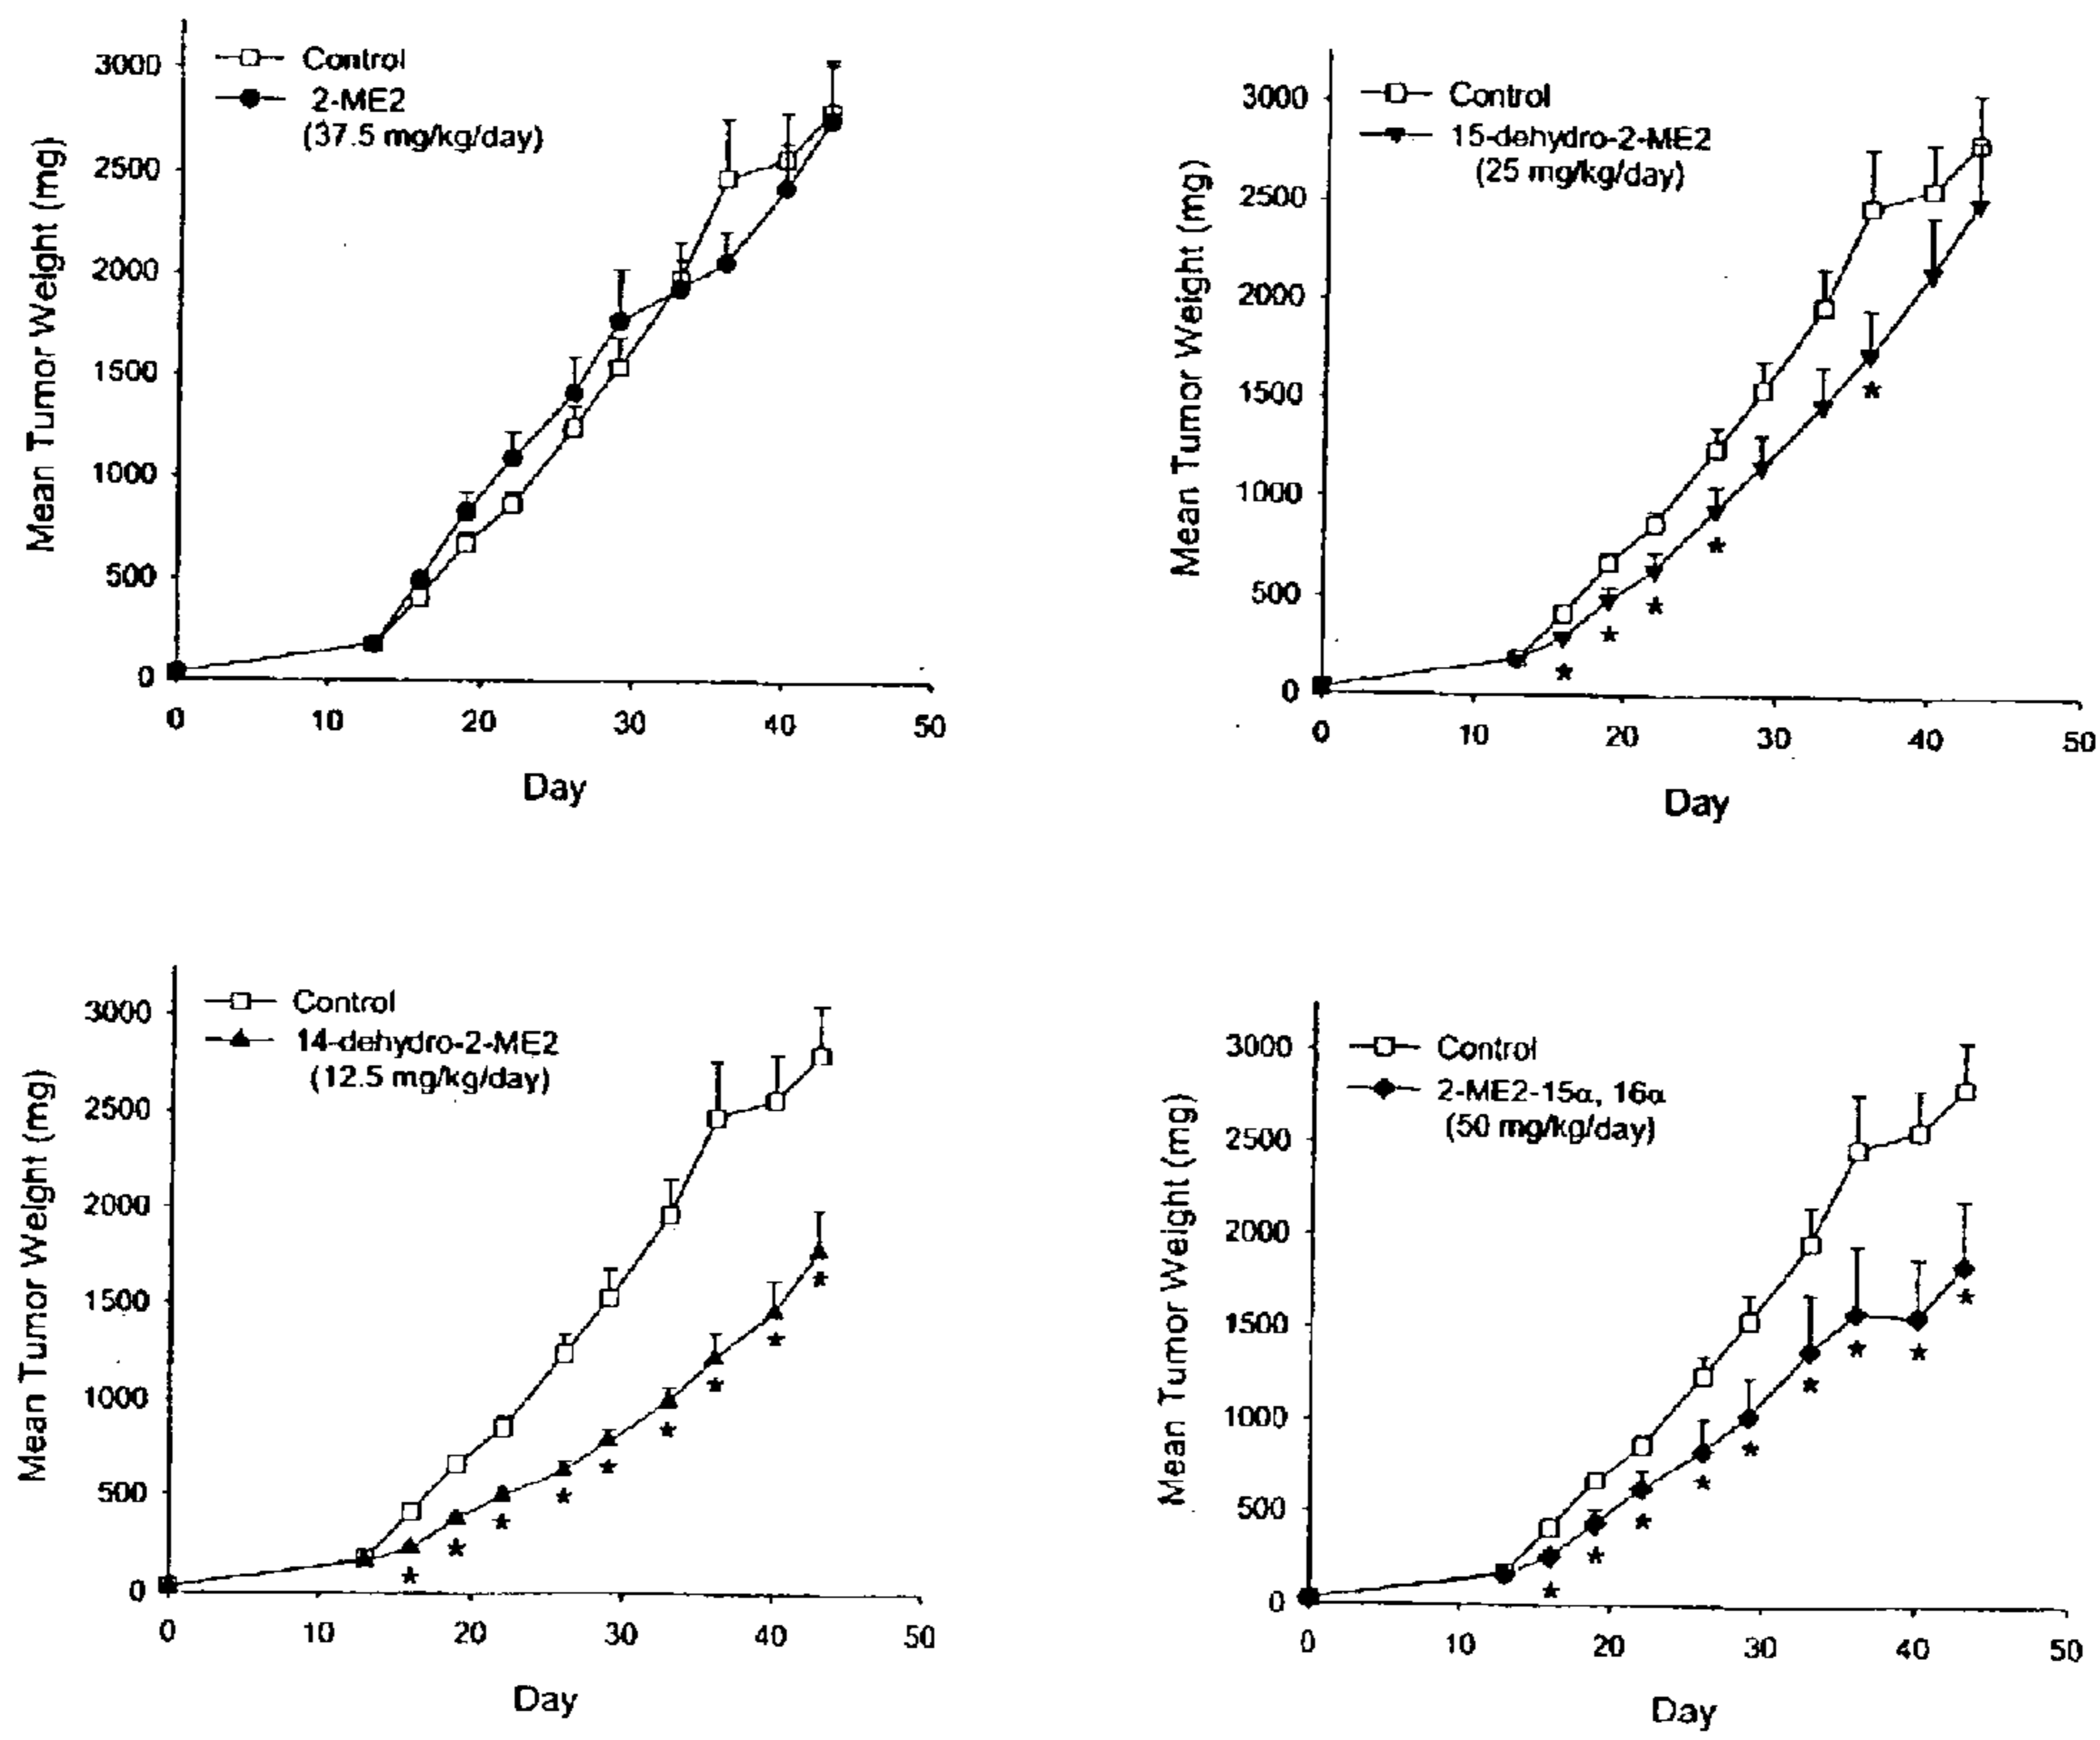 Control
2-ME2
(37.5 mg/kg/day)
Mean Tumor Weight (mg)
3000
2500
2000
1500
1000
500
0
0 10 20 30 40 50
Day
Control
15-dehydro-2-ME2
(25 mg/kg/day)
Mean Tumor Weight (mg)
3000
2500
2000
1500
1000
500
0
* * * * * *
0 10 20 30 40 50
Day
Control
14-dehydro-2-ME2
(12.5 mg/kg/day)
Mean Tumor Weight (mg)
3000
2500
2000
1500
1000
500
0
* * * * * * * * *
0 10 20 30 40 50
Day
Control
2-ME2-15α, 16α
(50 mg/kg/day)
Mean Tumor Weight (mg)
3000
2500
2000
1500
1000
500
0
* * * * * * * * *
0 10 20 30 40 50
Day